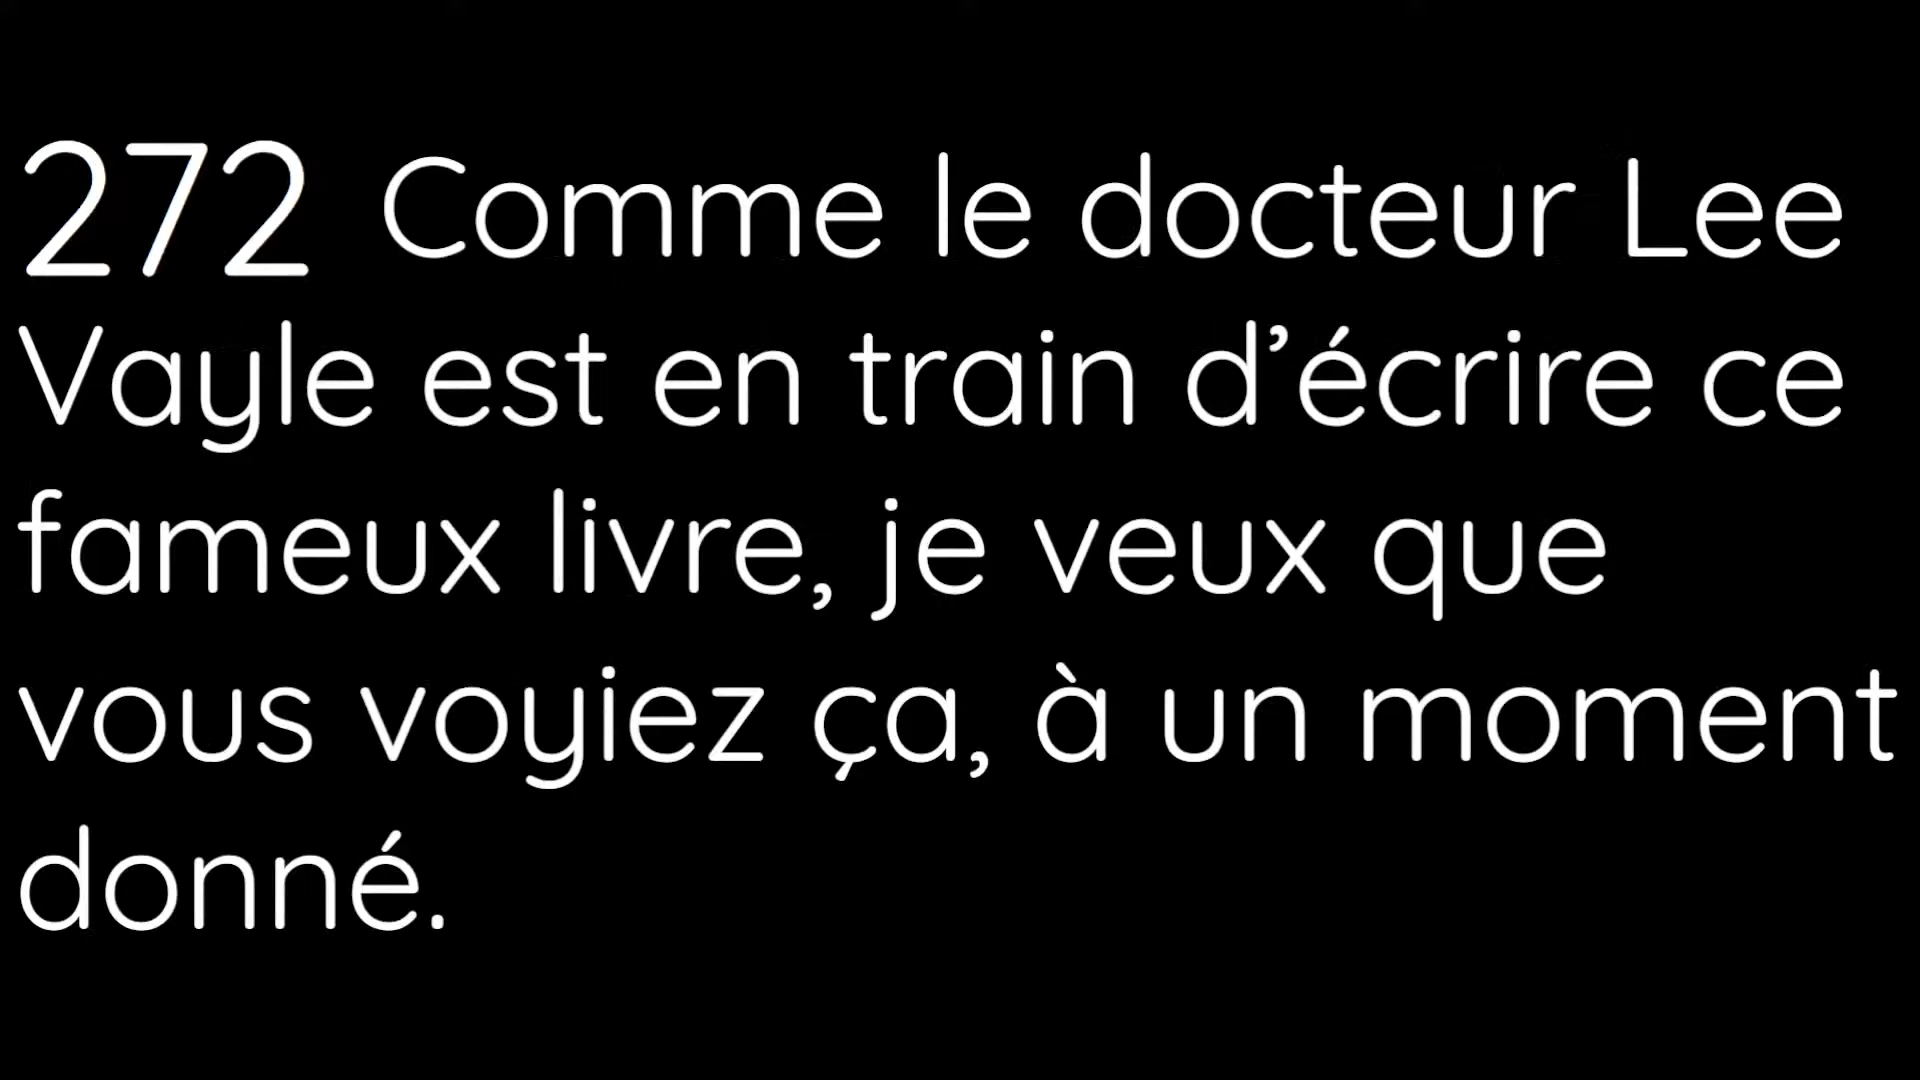 272 Comme le docteur Lee
Vayle est en train d’écrire ce
fameux livre, je veux que
vous voyiez ça, à un moment
donné.